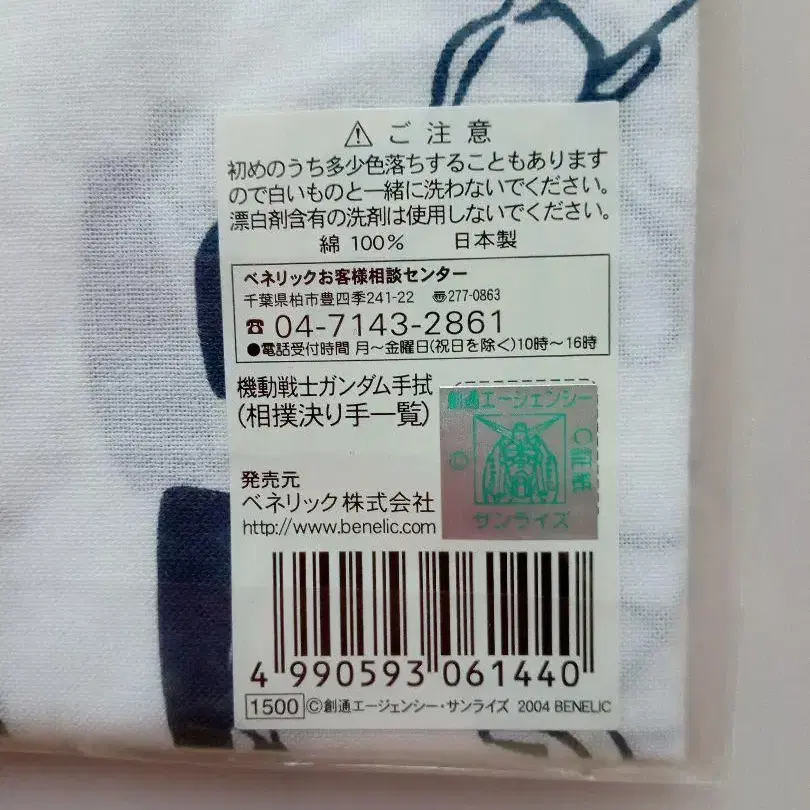 ⚠ ご注意
初めのうち多少色落ちすることもあります
ので白いものと一緒に洗わないでください。
漂白剤含有の洗剤は使用しないでください。
綿 100% 日本製
ベネリックお客様相談センター
千葉県柏市豊四季241-22 〠277-0863
☎ 04-7143-2861
●電話受付時間 月～金曜日(祝日を除く)10時～16時
機動戦士ガンダム手拭
(相撲決り手一覧)
創通エージェンシー
C証紙
サンライズ
発売元
ベネリック株式会社
http://www.benelic.com
4 990593 061440
1500 Ⓒ創通エージェンシー・サンライズ 2004 BENELIC